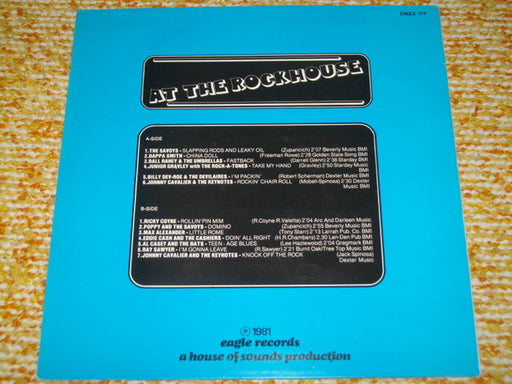 EAGLE
AT THE ROCKHOUSE
A-SIDE
1.THE SAVOYS - SLAPPING RODS AND LEAKY OIL (Zupancich) 2'07 Beverly Music BMI
2.DAPPA SMITH - CHINA DOLL (Freeman Rowe) 2'28 Golden State Song BMI
3.DALL RANEY & THE UMBRELLAS - FASTBACK (Darrell Glenn) 2'38 Starday BMI
4.JUNIOR GRAVLEY with the ROCK-A-TONES - TAKE MY HAND (Gravley) 2'50 Starday Music BMI
5.BILLY DEV-ROE & THE DEVILAIRES - I'M PACKIN' (Robert Scherman) Dexter Music BMI
6.JOHNNY CAVALIER & THE KEYNOTES - ROCKIN' CHAIR ROLL (Mobell-Spinosa) 2'30 Dexter Music BMI
B-SIDE
1.RICKY COYNE - ROLLIN'PIN MIM (R.Coyne-R.Valetta) 2'04 Arc And Darleen Music
2.POPPY AND THE SAVOYS - DOMINO (Zupancich) 2'55 Beverly Music BMI
3.MAX ALEXANDER - LITTLE ROME (Tony Starr) 2'13 Larrah Pub. Co. BMI
4.EDDIE CASH AND THE CASHIERS - DOIN' ALL RIGHT (H.R.Chambers) 2.30 Lan-Den Pub BMI
5.AL CASEY AND THE BATS - TEEN-AGE BLUES (Lee Hazlewood) 2'04 Gregmark BMI
6.RAY SAWYER - I'M GONNA LEAVE (R.Sawyer) 2'21 Burnt Oak/Tree Top Music BMI
7.JOHNNY CAVALIER AND THE KEYNOTES - KNOCK OFF THE ROCK (Jack Spinosa)
Dexter Music
℗ 1981
eagle records
a house of sounds production